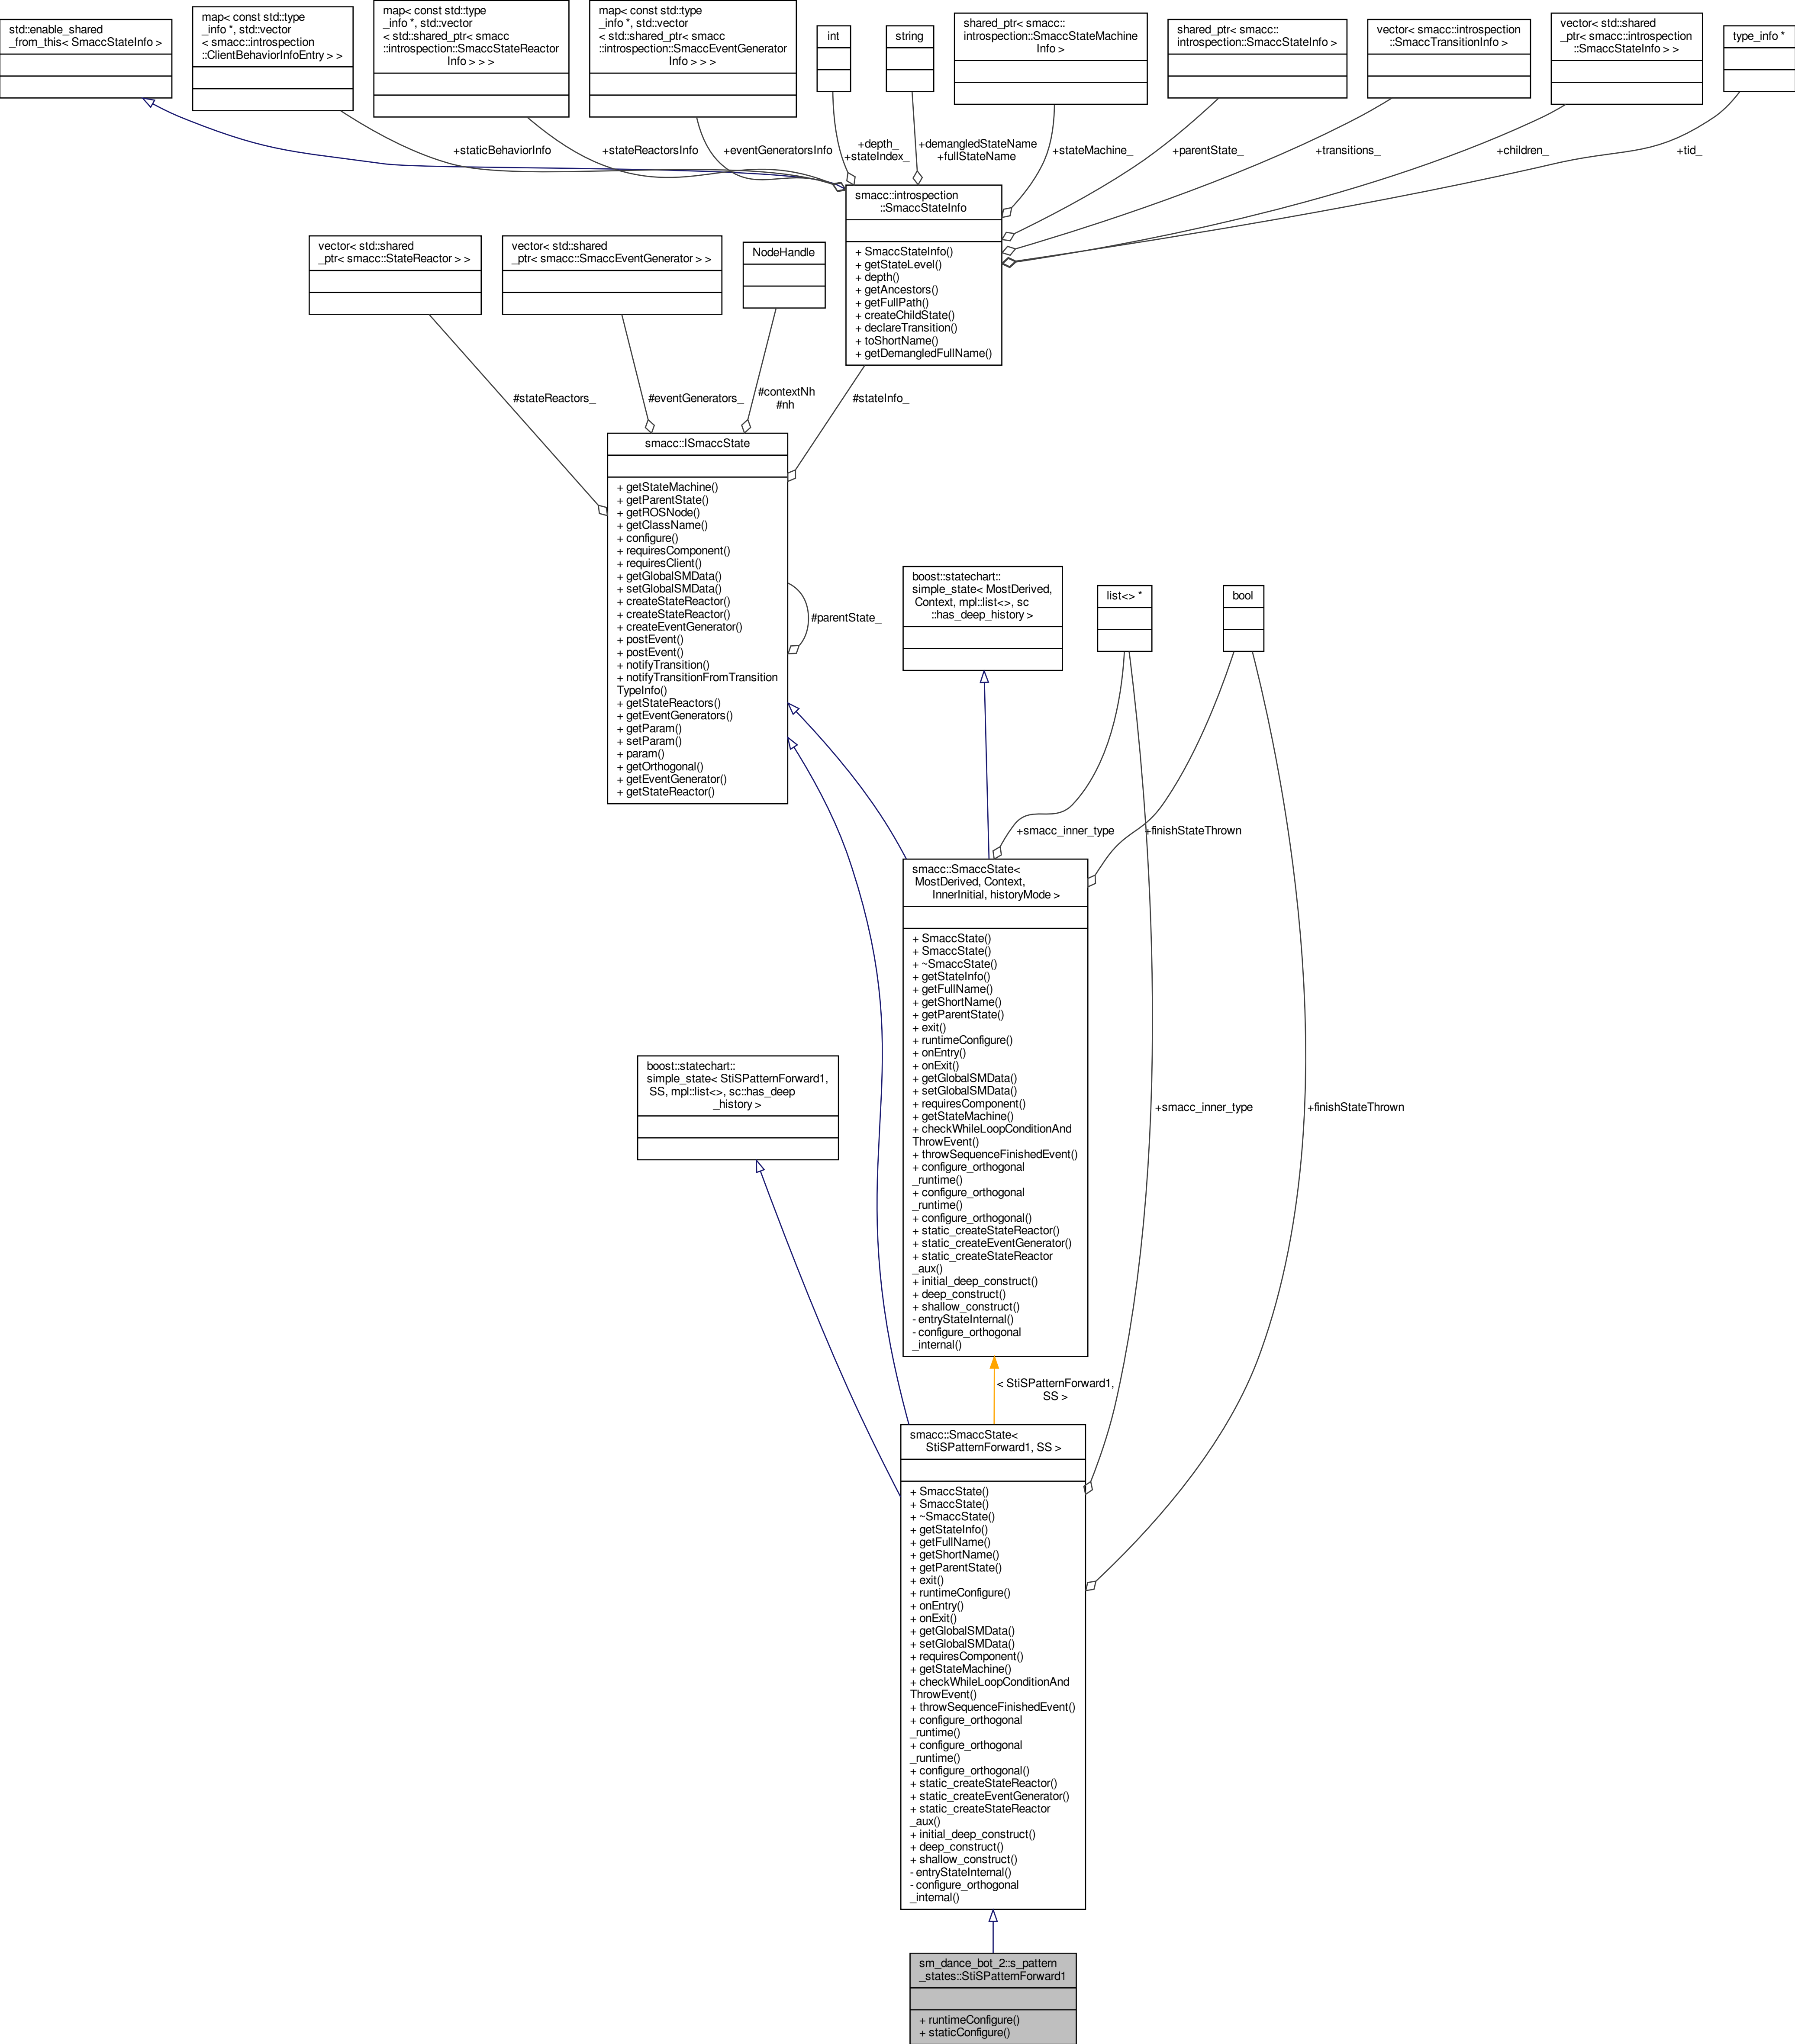 std::enable_shared
_from_this< SmaccStateInfo >
map< const std::type
_info *, std::vector
< smacc::introspection
::ClientBehaviorInfoEntry > >
map< const std::type
_info *, std::vector
< std::shared_ptr< smacc
::introspection::SmaccStateReactor
Info > > >
map< const std::type
_info *, std::vector
< std::shared_ptr< smacc
::introspection::SmaccEventGenerator
Info > > >
int
string
shared_ptr< smacc::
introspection::SmaccStateMachine
Info >
shared_ptr< smacc::
introspection::SmaccStateInfo >
vector< smacc::introspection
::SmaccTransitionInfo >
vector< std::shared
_ptr< smacc::introspection
::SmaccStateInfo > >
type_info *
+staticBehaviorInfo
+stateReactorsInfo
+eventGeneratorsInfo
+depth_
+stateIndex_
+demangledStateName
+fullStateName
+stateMachine_
+parentState_
+transitions_
+children_
+tid_
smacc::introspection
::SmaccStateInfo
+ SmaccStateInfo()
+ getStateLevel()
+ depth()
+ getAncestors()
+ getFullPath()
+ createChildState()
+ declareTransition()
+ toShortName()
+ getDemangledFullName()
vector< std::shared
_ptr< smacc::StateReactor > >
vector< std::shared
_ptr< smacc::SmaccEventGenerator > >
NodeHandle
#stateReactors_
#eventGenerators_
#contextNh
#nh
#stateInfo_
smacc::ISmaccState
+ getStateMachine()
+ getParentState()
+ getROSNode()
+ getClassName()
+ configure()
+ requiresComponent()
+ requiresClient()
+ getGlobalSMData()
+ setGlobalSMData()
+ createStateReactor()
+ createStateReactor()
+ createEventGenerator()
+ postEvent()
+ postEvent()
+ notifyTransition()
+ notifyTransitionFromTransition
TypeInfo()
+ getStateReactors()
+ getEventGenerators()
+ getParam()
+ setParam()
+ param()
+ getOrthogonal()
+ getEventGenerator()
+ getStateReactor()
#parentState_
boost::statechart::
simple_state< MostDerived,
Context, mpl::list<>, sc
::has_deep_history >
list<> *
bool
+smacc_inner_type
+finishStateThrown
smacc::SmaccState<
MostDerived, Context,
InnerInitial, historyMode >
+ SmaccState()
+ SmaccState()
+ ~SmaccState()
+ getStateInfo()
+ getFullName()
+ getShortName()
+ getParentState()
+ exit()
+ runtimeConfigure()
+ onEntry()
+ onExit()
+ getGlobalSMData()
+ setGlobalSMData()
+ requiresComponent()
+ getStateMachine()
+ checkWhileLoopConditionAnd
ThrowEvent()
+ throwSequenceFinishedEvent()
+ configure_orthogonal
_runtime()
+ configure_orthogonal
_runtime()
+ configure_orthogonal()
+ static_createStateReactor()
+ static_createEventGenerator()
+ static_createStateReactor
_aux()
+ initial_deep_construct()
+ deep_construct()
+ shallow_construct()
- entryStateInternal()
- configure_orthogonal
_internal()
boost::statechart::
simple_state< StiSPatternForward1,
SS, mpl::list<>, sc::has_deep
_history >
+smacc_inner_type
+finishStateThrown
< StiSPatternForward1,
SS >
smacc::SmaccState<
StiSPatternForward1, SS >
+ SmaccState()
+ SmaccState()
+ ~SmaccState()
+ getStateInfo()
+ getFullName()
+ getShortName()
+ getParentState()
+ exit()
+ runtimeConfigure()
+ onEntry()
+ onExit()
+ getGlobalSMData()
+ setGlobalSMData()
+ requiresComponent()
+ getStateMachine()
+ checkWhileLoopConditionAnd
ThrowEvent()
+ throwSequenceFinishedEvent()
+ configure_orthogonal
_runtime()
+ configure_orthogonal
_runtime()
+ configure_orthogonal()
+ static_createStateReactor()
+ static_createEventGenerator()
+ static_createStateReactor
_aux()
+ initial_deep_construct()
+ deep_construct()
+ shallow_construct()
- entryStateInternal()
- configure_orthogonal
_internal()
sm_dance_bot_2::s_pattern
_states::StiSPatternForward1
+ runtimeConfigure()
+ staticConfigure()